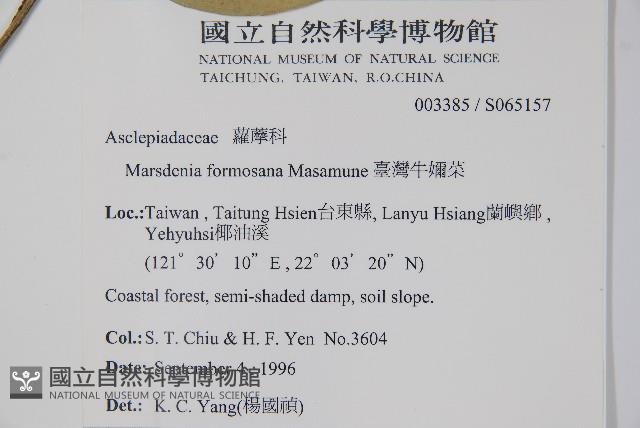 國立自然科學博物館
NATIONAL MUSEUM OF NATURAL SCIENCE
TAICHUNG, TAIWAN, R.O.CHINA
003385 / S065157
Asclepiadaceae 蘿藦科
Marsdenia formosana Masamune 臺灣牛嬭菜
Loc.:Taiwan , Taitung Hsien台東縣, Lanyu Hsiang蘭嶼鄉 ,
Yehyuhsi椰油溪
(121° 30′ 10” E , 22° 03′ 20” N)
Coastal forest, semi-shaded damp, soil slope.
Col.: S. T. Chiu & H. F. Yen No.3604
Date: September 4, 1996
國立自然科學博物館
NATIONAL MUSEUM OF NATURAL SCIENCE
Det.: K. C. Yang(楊國禎)